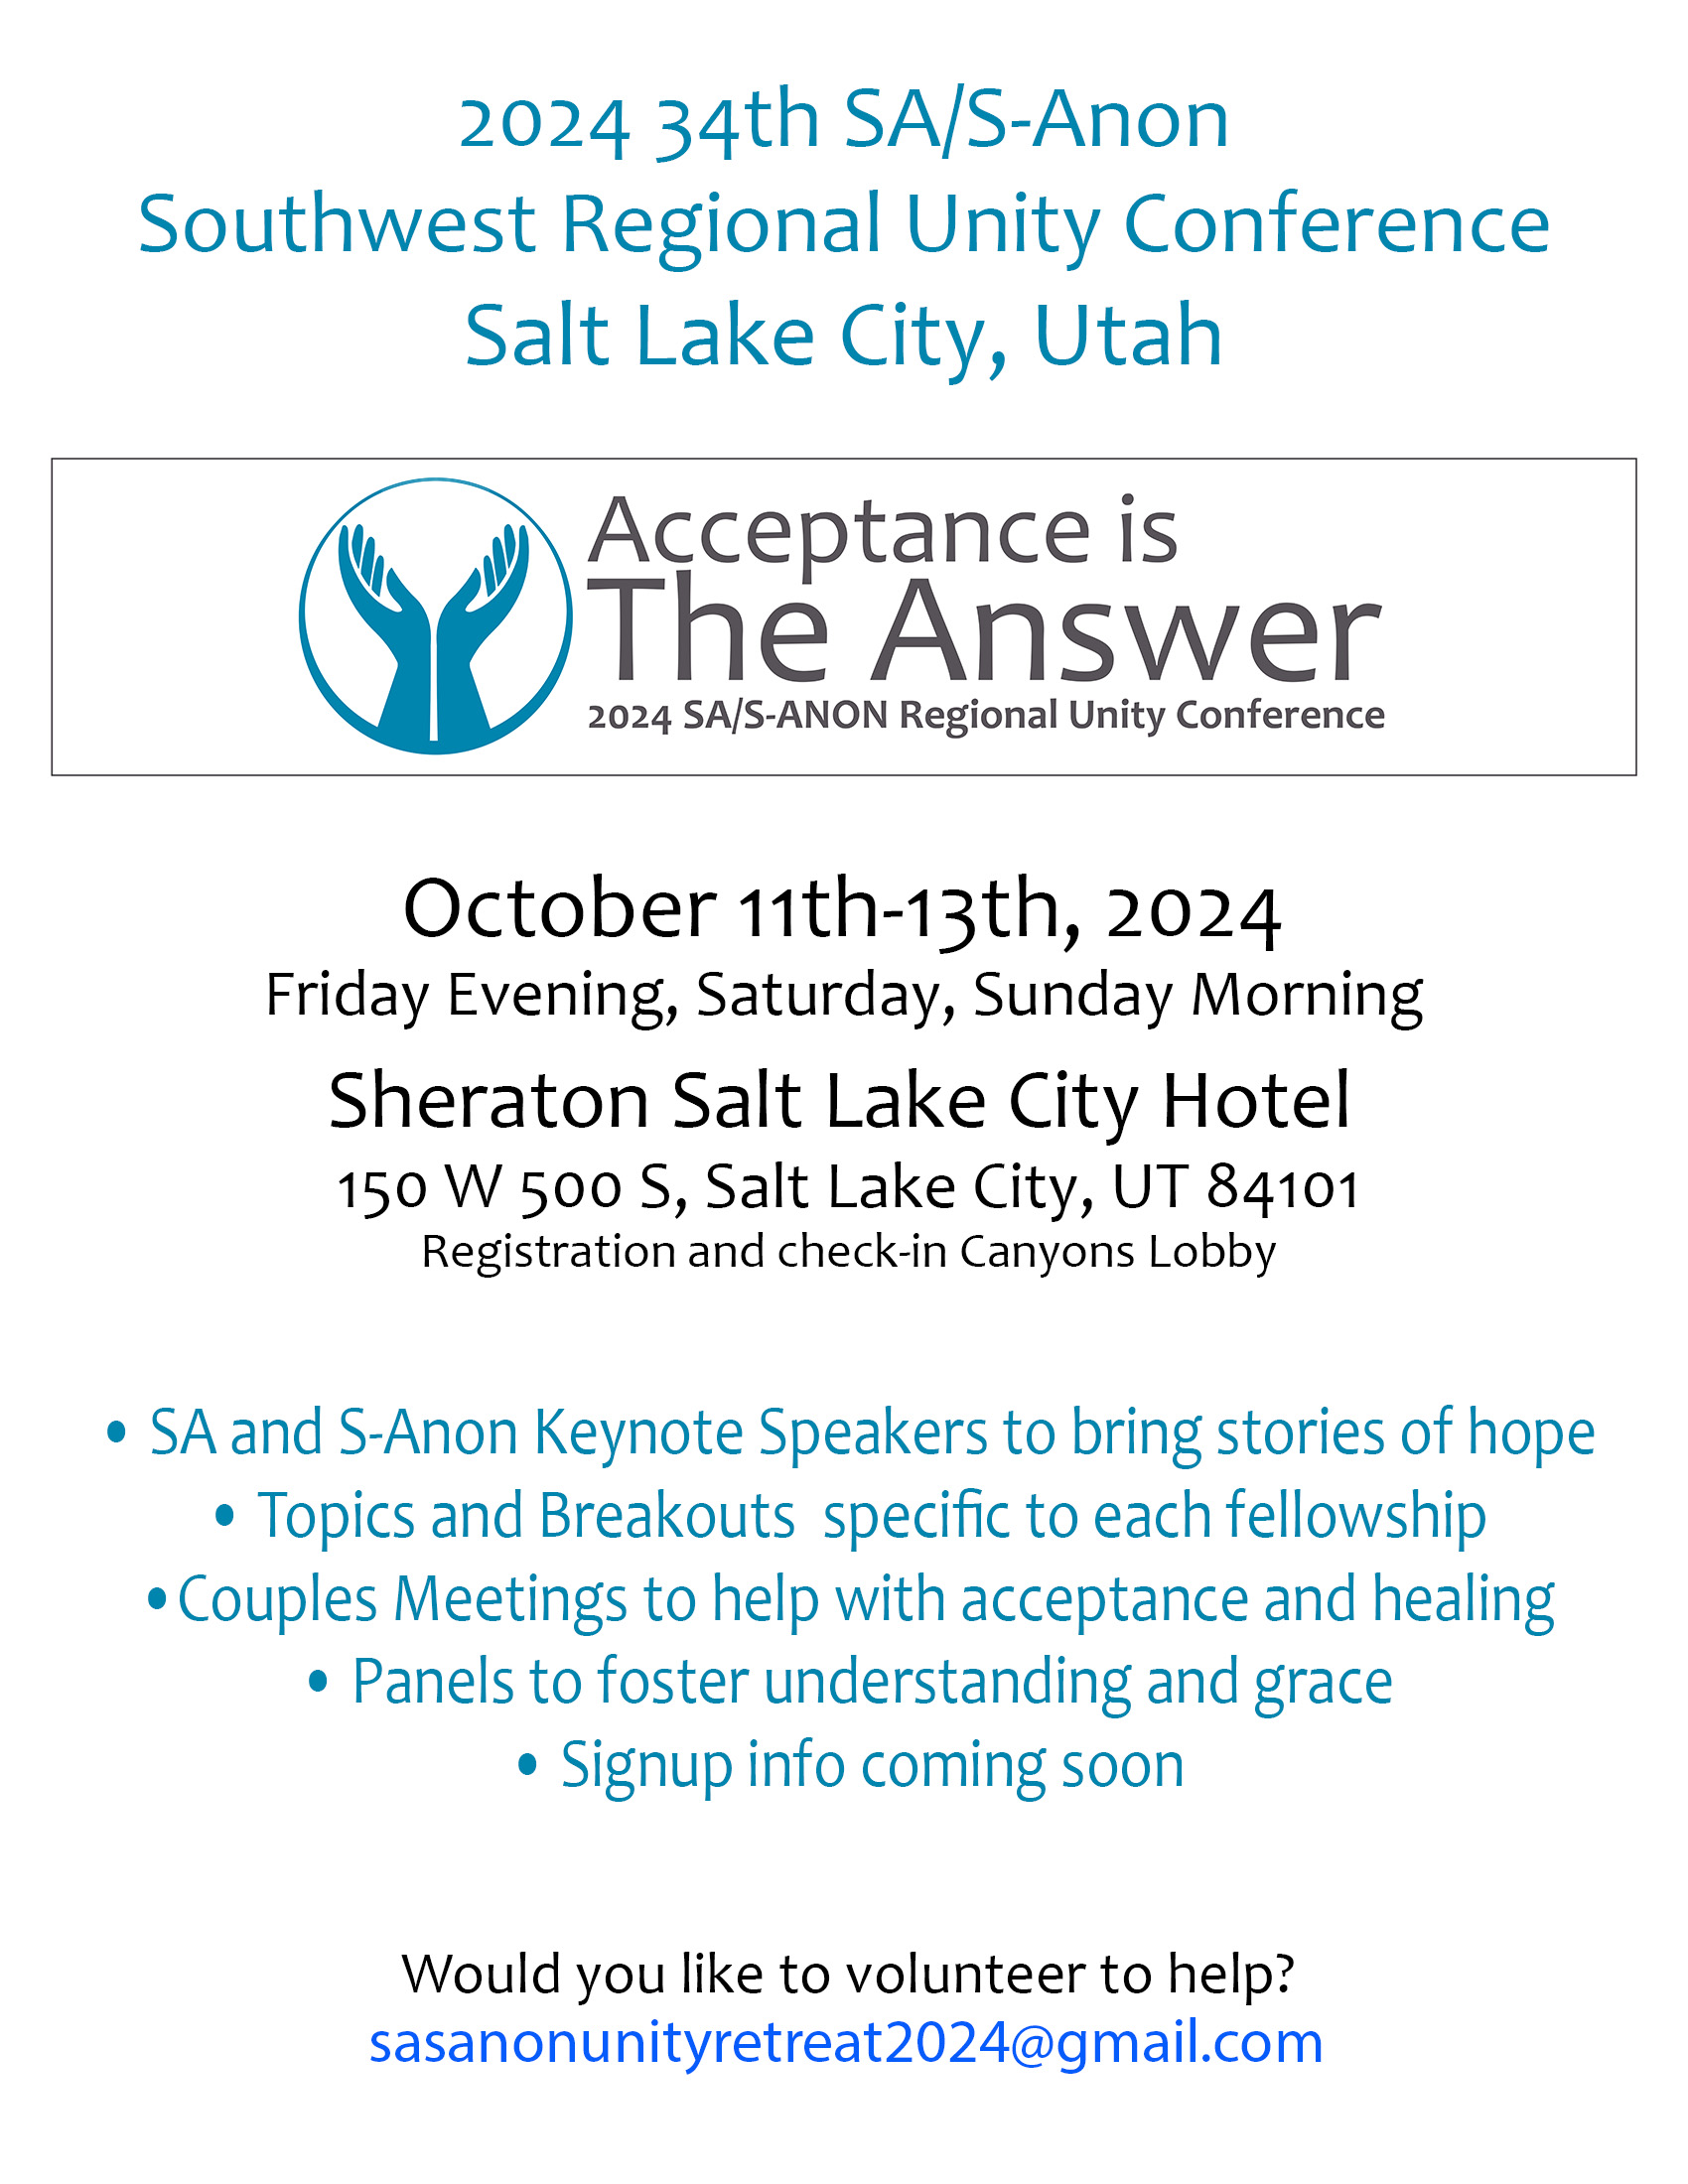 2024 34th SA/S-Anon
Southwest Regional Unity Conference
Salt Lake City, Utah
Acceptance is
The Answer
2024 SA/S-ANON Regional Unity Conference
October 11th-13th, 2024
Friday Evening, Saturday, Sunday Morning
Sheraton Salt Lake City Hotel
150 W 500 S, Salt Lake City, UT 84101
Registration and check-in Canyons Lobby
• SA and S-Anon Keynote Speakers to bring stories of hope
• Topics and Breakouts  specific to each fellowship
• Couples Meetings to help with acceptance and healing
• Panels to foster understanding and grace
• Signup info coming soon
Would you like to volunteer to help?
sasanonunityretreat2024@gmail.com